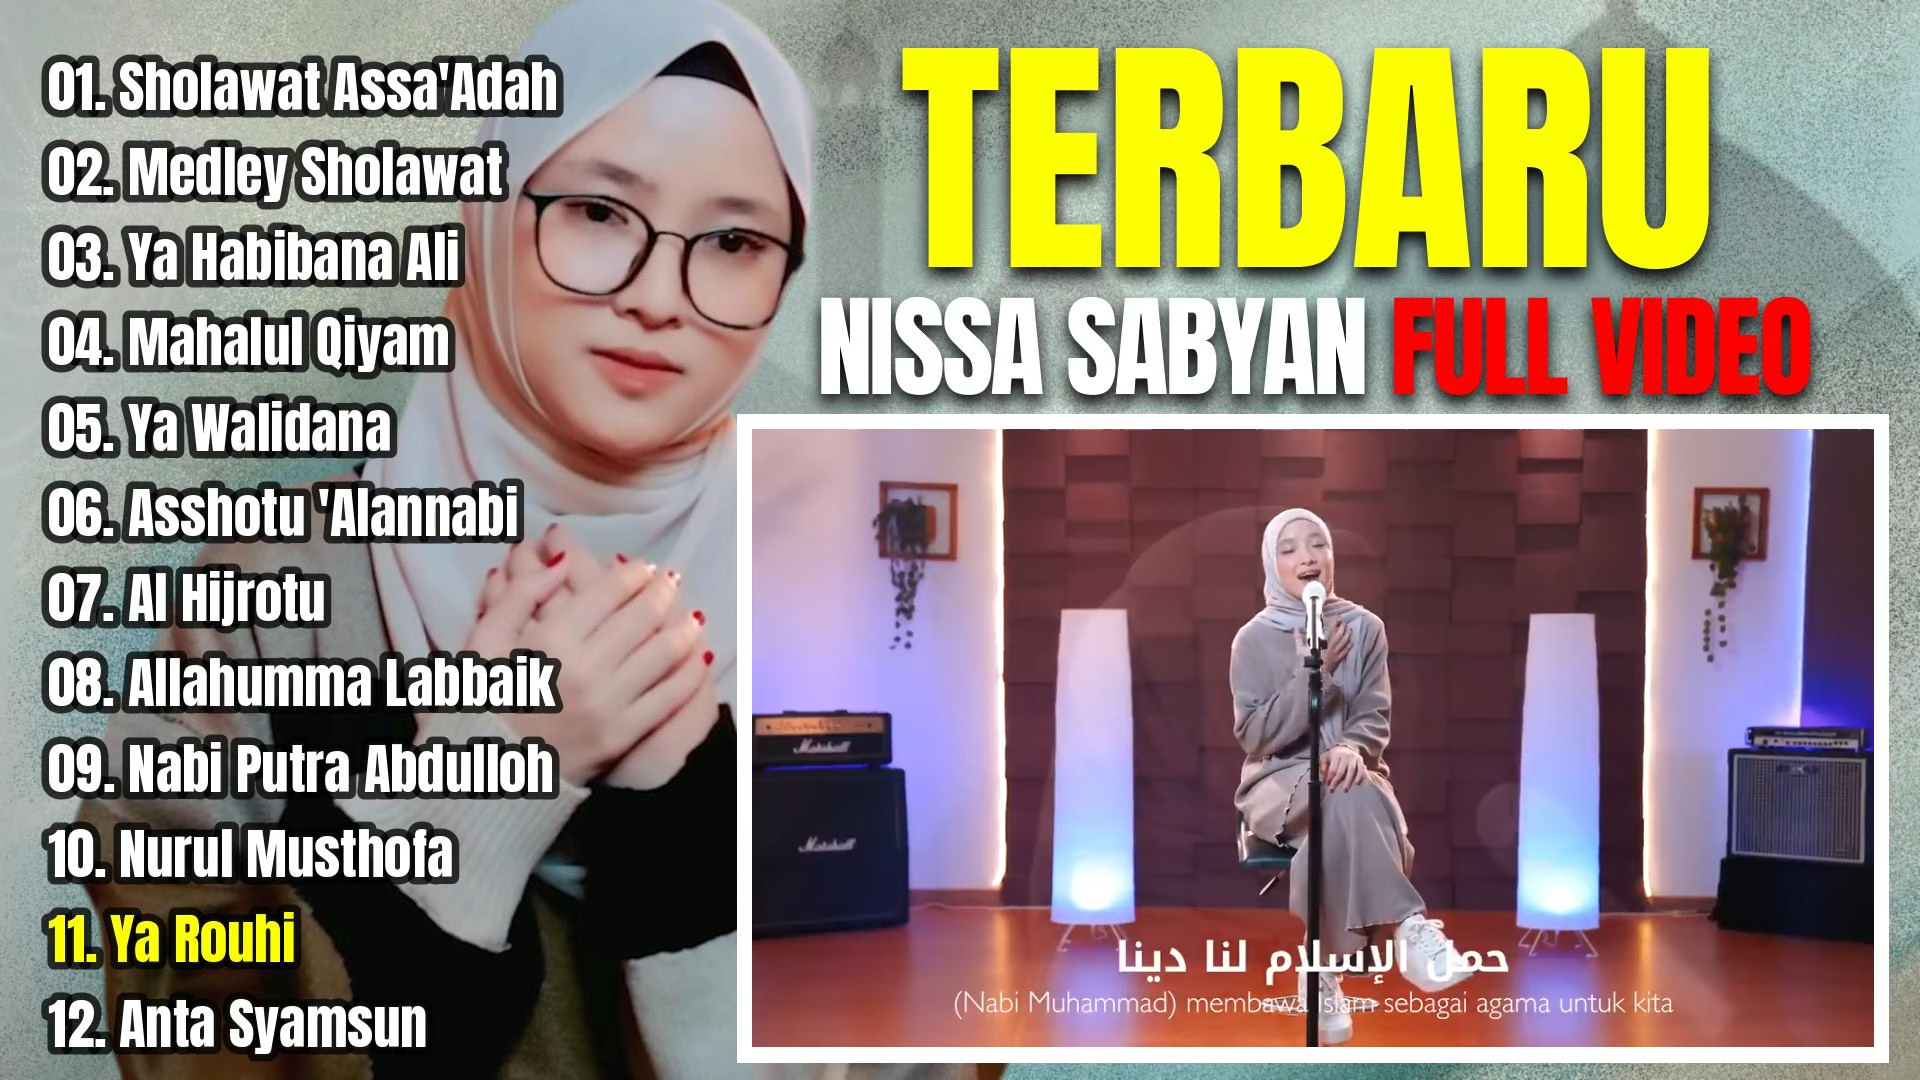 01. Sholawat Assa'Adah
02. Medley Sholawat
03. Ya Habibana Ali
04. Mahalul Qiyam
05. Ya Walidana
06. Asshotu 'Alannabi
07. Al Hijrotu
08. Allahumma Labbaik
09. Nabi Putra Abdulloh
10. Nurul Musthofa
11. Ya Rouhi
12. Anta Syamsun
TERBARU
NISSA SABYAN FULL VIDEO
Marshall
Marshall
حمل الإسلام لنا دينا
(Nabi Muhammad) membawa Islam sebagai agama untuk kita